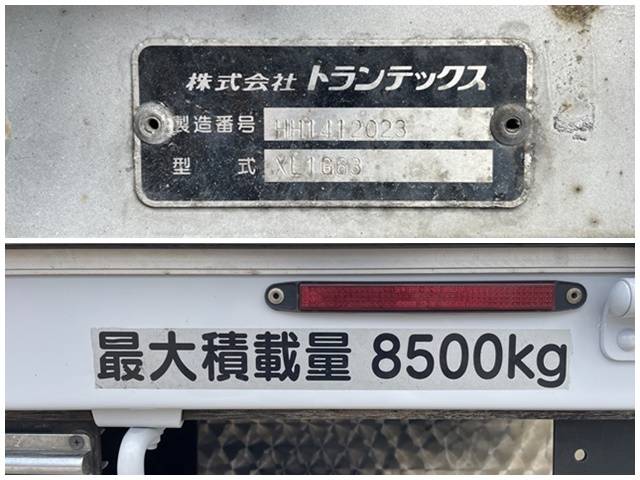 株式会社 トランテックス
製造番号 HH1412023
型式 XL1G83
最大積載量 8500kg